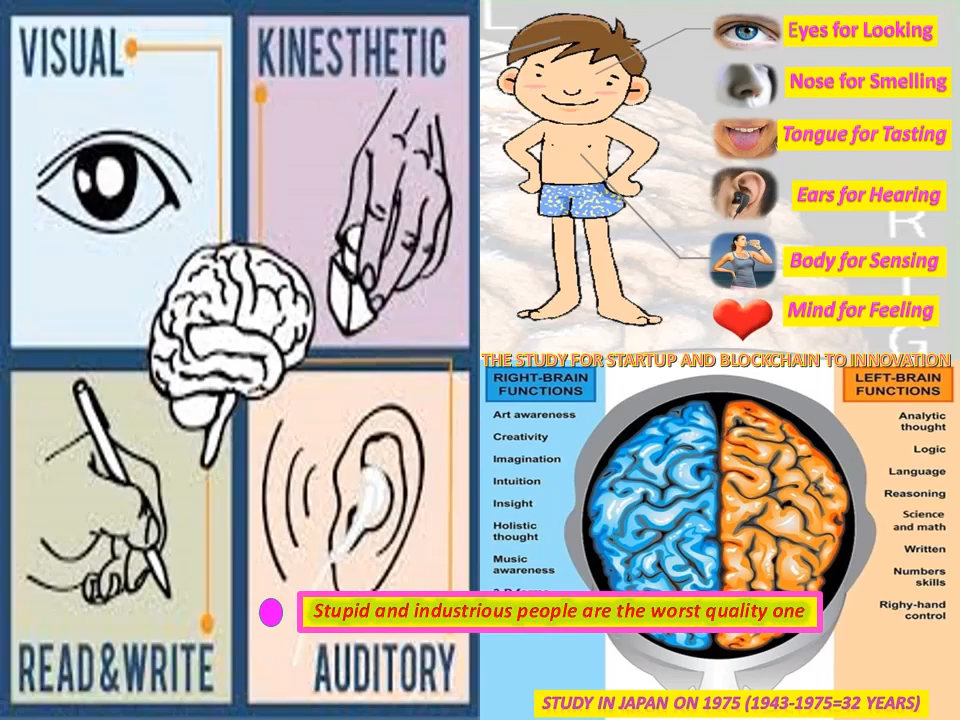 VISUAL
KINESTHETIC
READ&WRITE
AUDITORY
Eyes for Looking
Nose for Smelling
Tongue for Tasting
Ears for Hearing
Body for Sensing
Mind for Feeling
THE STUDY FOR STARTUP AND BLOCKCHAIN TO INNOVATION
RIGHT-BRAIN
FUNCTIONS
Art awareness
Creativity
Imagination
Intuition
Insight
Holistic
thought
Music
awareness
LEFT-BRAIN
FUNCTIONS
Analytic
thought
Logic
Language
Reasoning
Science
and math
Written
Numbers
skills
Righy-hand
control
Stupid and industrious people are the worst quality one
STUDY IN JAPAN ON 1975 (1943-1975=32 YEARS)